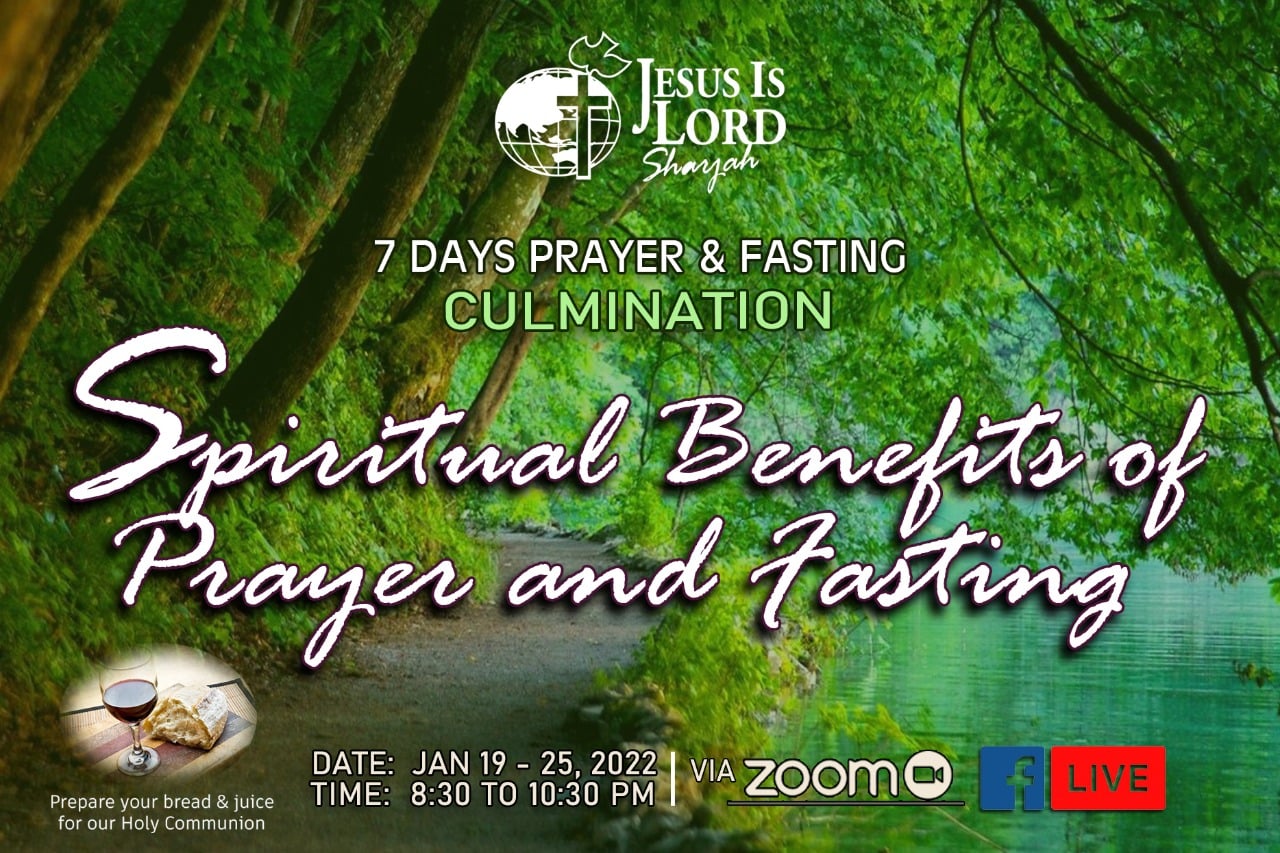 JESUS IS
LORD
Sharjah
7 DAYS PRAYER & FASTING
CULMINATION
Spiritual Benefits of
Prayer and Fasting
Prepare your bread & juice
for our Holy Communion
DATE: JAN 19 - 25, 2022
TIME: 8:30 TO 10:30 PM
VIA zoom
f LIVE